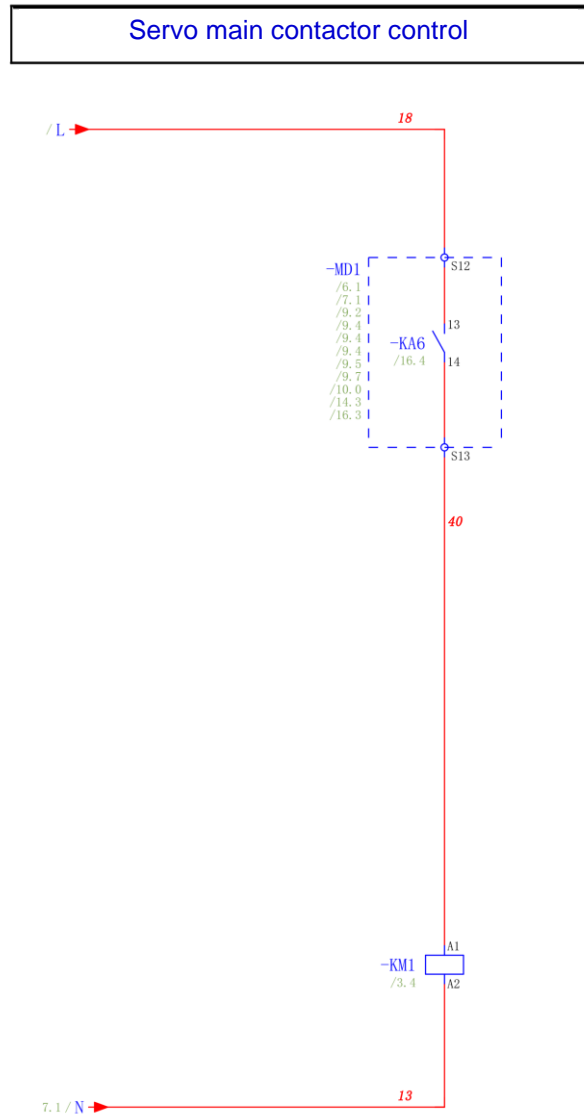 Servo main contactor control
18
/ L
S12
-MD1
/6.1
/7.1
/9.2
/9.4
/9.4
/9.4
/9.5
/9.7
/10.0
/14.3
/16.3
13
-KA6
/16.4
14
S13
40
A1
-KM1
/3.4
A2
13
7.1 / N